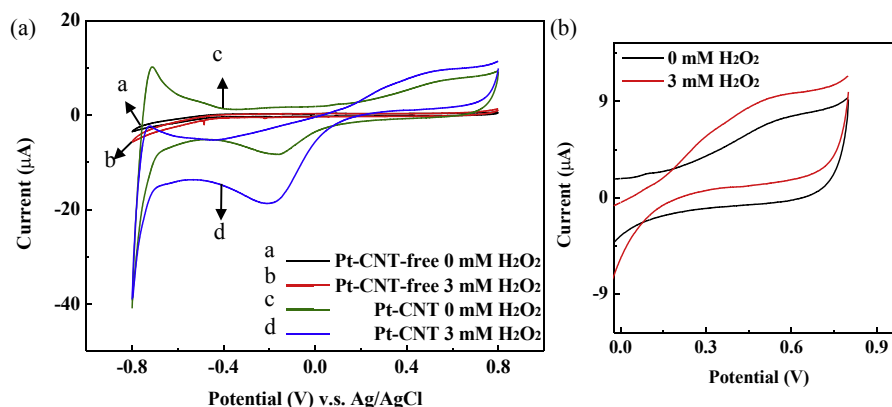 (a)
20
0
-20
-40
Current (μA)
-0.8
-0.4
0.0
0.4
0.8
Potential (V) v.s. Ag/AgCl
a
b
c
d
a Pt-CNT-free 0 mM H₂O₂
b Pt-CNT-free 3 mM H₂O₂
c Pt-CNT 0 mM H₂O₂
d Pt-CNT 3 mM H₂O₂
(b)
0 mM H₂O₂
3 mM H₂O₂
9
0
-9
Current (μA)
0.0
0.3
0.6
0.9
Potential (V)